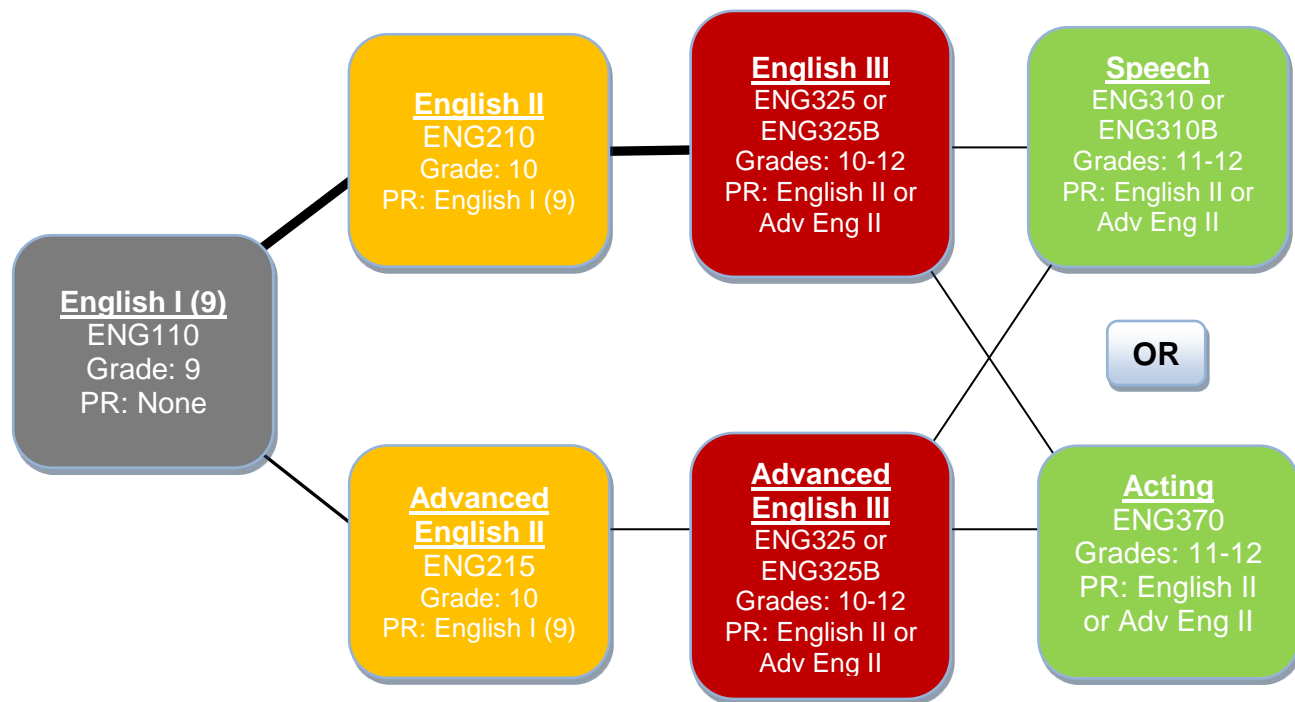 English I (9)
ENG110
Grade: 9
PR: None
English II
ENG210
Grade: 10
PR: English I (9)
Advanced
English II
ENG215
Grade: 10
PR: English I (9)
English III
ENG325 or
ENG325B
Grades: 10-12
PR: English II or
Adv Eng II
Advanced
English III
ENG325 or
ENG325B
Grades: 10-12
PR: English II or
Adv Eng II
Speech
ENG310 or
ENG310B
Grades: 11-12
PR: English II or
Adv Eng II
OR
Acting
ENG370
Grades: 11-12
PR: English II
or Adv Eng II